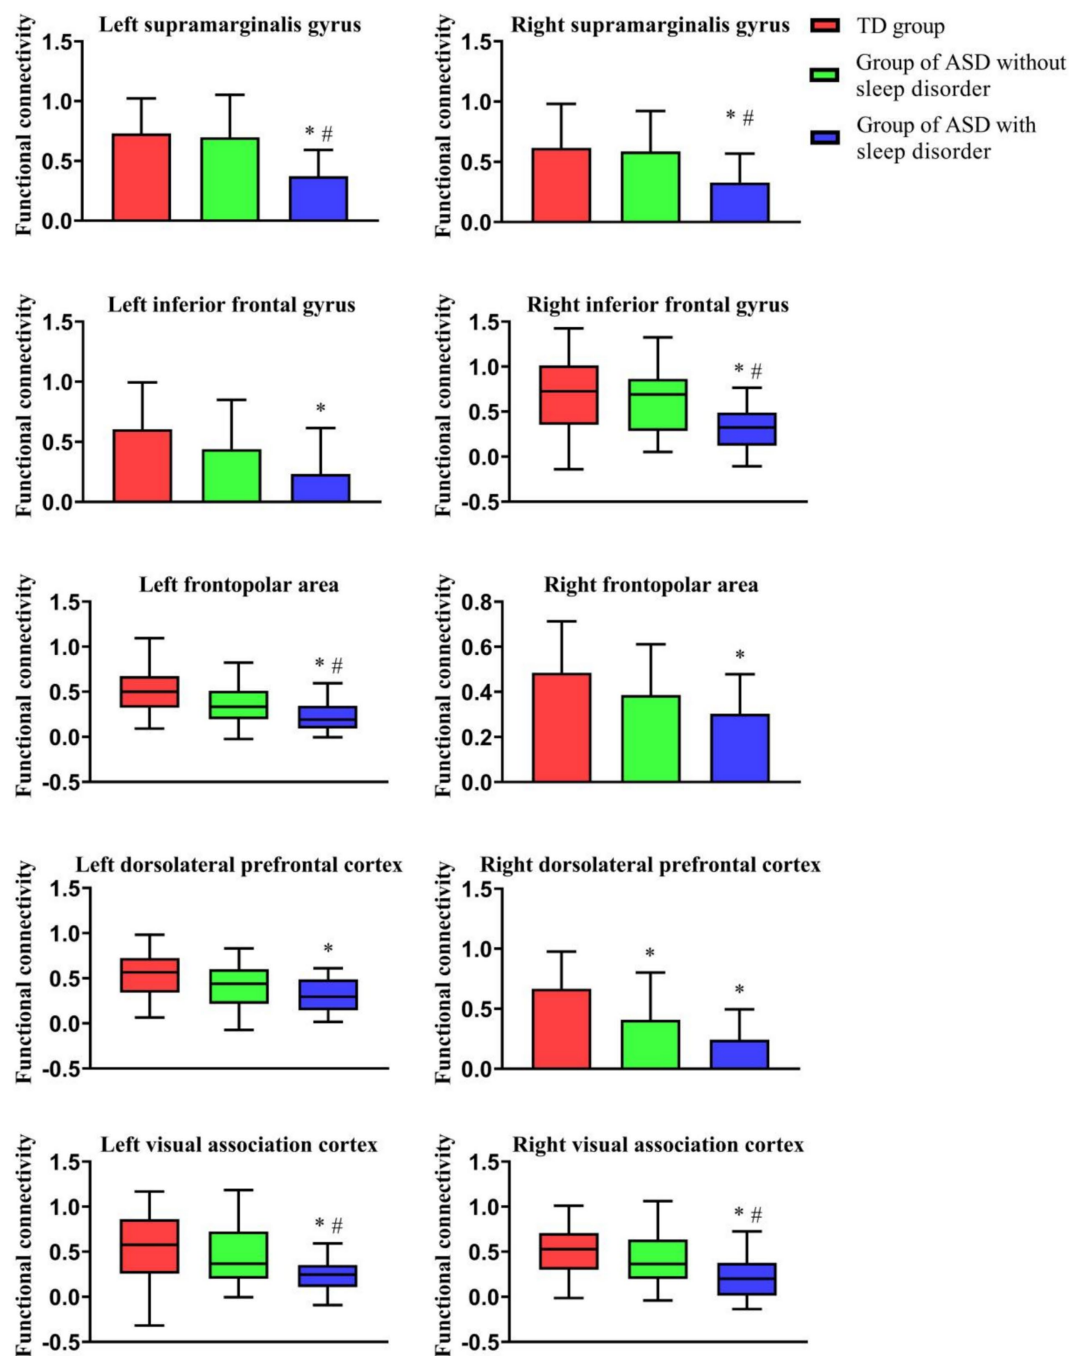 Left supramarginalis gyrus
Functional connectivity
1.5
1.0
0.5
0.0
* #
Right supramarginalis gyrus
Functional connectivity
1.5
1.0
0.5
0.0
* #
TD group
Group of ASD without
sleep disorder
Group of ASD with
sleep disorder
Left inferior frontal gyrus
Functional connectivity
1.5
1.0
0.5
0.0
*
Right inferior frontal gyrus
Functional connectivity
1.5
1.0
0.5
0.0
-0.5
* #
Left frontopolar area
Functional connectivity
1.5
1.0
0.5
0.0
-0.5
* #
Right frontopolar area
Functional connectivity
0.8
0.6
0.4
0.2
0.0
*
Left dorsolateral prefrontal cortex
Functional connectivity
1.5
1.0
0.5
0.0
-0.5
*
Right dorsolateral prefrontal cortex
Functional connectivity
1.5
1.0
0.5
0.0
*
*
Left visual association cortex
Functional connectivity
1.5
1.0
0.5
0.0
-0.5
* #
Right visual association cortex
Functional connectivity
1.5
1.0
0.5
0.0
-0.5
* #